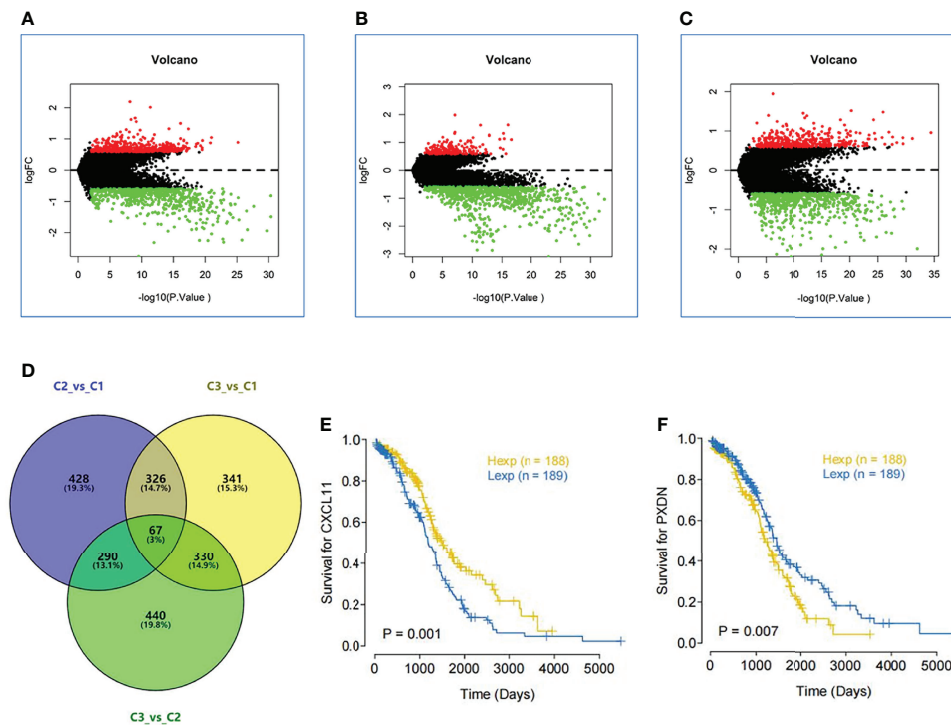 A
Volcano
logFC
2
1
0
-1
-2
0 5 10 15 20 25 30
-log10(P.Value )
B
Volcano
logFC
3
2
1
0
-1
-2
-3
0 5 10 15 20 25 30
-log10(P.Value )
C
Volcano
logFC
2
1
0
-1
-2
0 5 10 15 20 25 30 35
-log10(P.Value )
D
C2_vs_C1
C3_vs_C1
428
(19.3%)
326
(14.7%)
341
(15.3%)
67
(3%)
290
(13.1%)
330
(14.9%)
440
(19.8%)
C3_vs_C2
E
Survival for CXCL11
1.0
0.8
0.6
0.4
0.2
0.0
Hexp (n = 188)
Lexp (n = 189)
P = 0.001
0 1000 2000 3000 4000 5000
Time (Days)
F
Survival for PXDN
1.0
0.8
0.6
0.4
0.2
0.0
Hexp (n = 188)
Lexp (n = 189)
P = 0.007
0 1000 2000 3000 4000 5000
Time (Days)